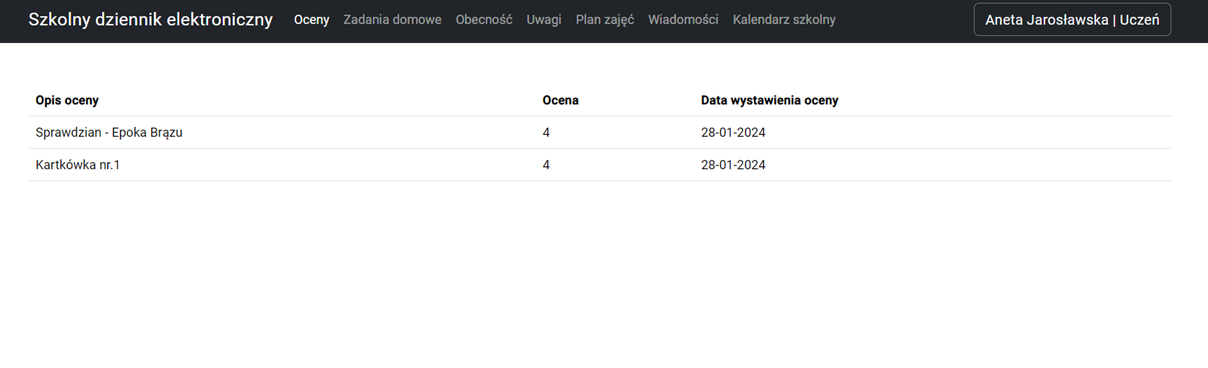 Szkolny dziennik elektroniczny Oceny Zadania domowe Obecność Uwagi Plan zajęć Wiadomości Kalendarz szkolny Aneta Jarosławska | Uczeń
Opis oceny Ocena Data wystawienia oceny
Sprawdzian - Epoka Brązu 4 28-01-2024
Kartkówka nr.1 4 28-01-2024